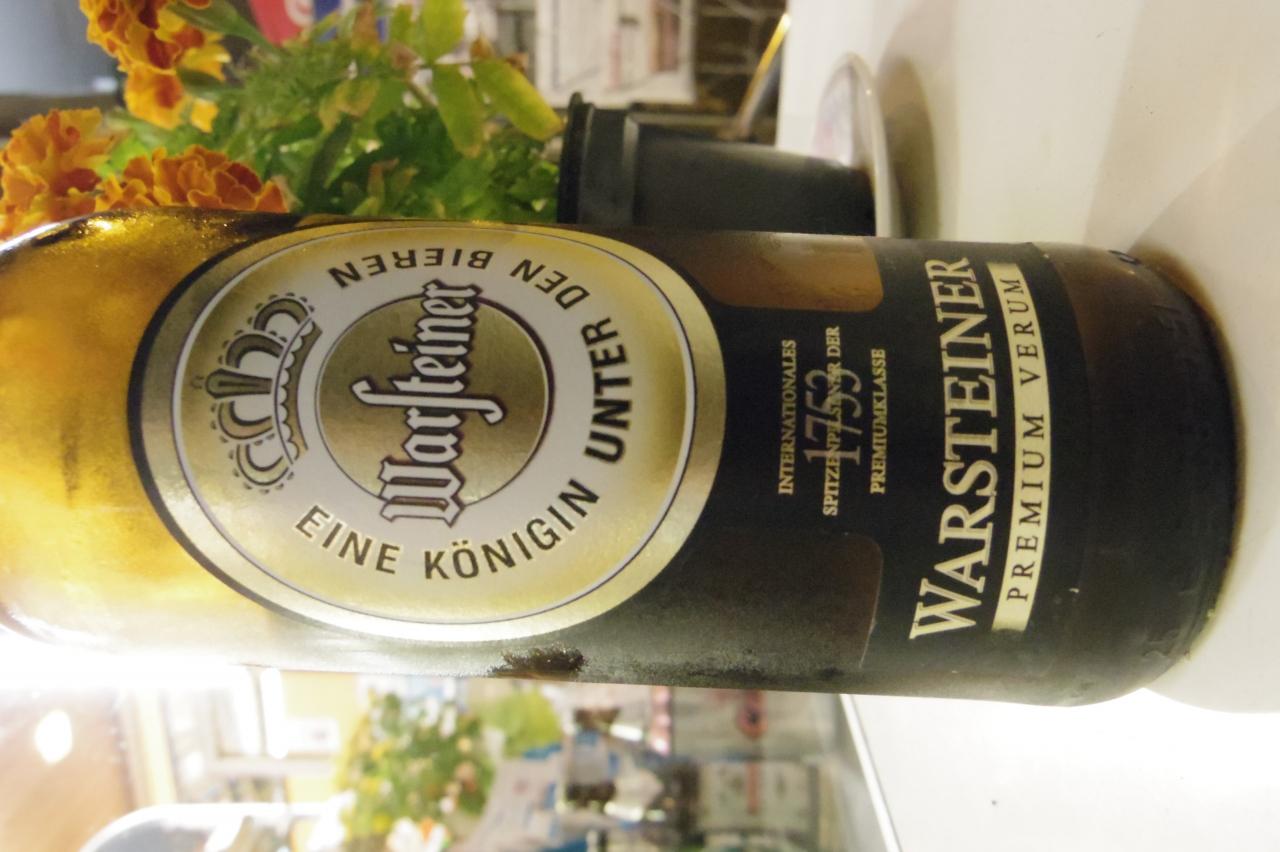 EINE KÖNIGIN UNTER DEN BIEREN
Warsteiner
INTERNATIONALES
SPITZENPILSENER DER
1753
PREMIUMKLASSE
WARSTEINER
PREMIUM VERUM